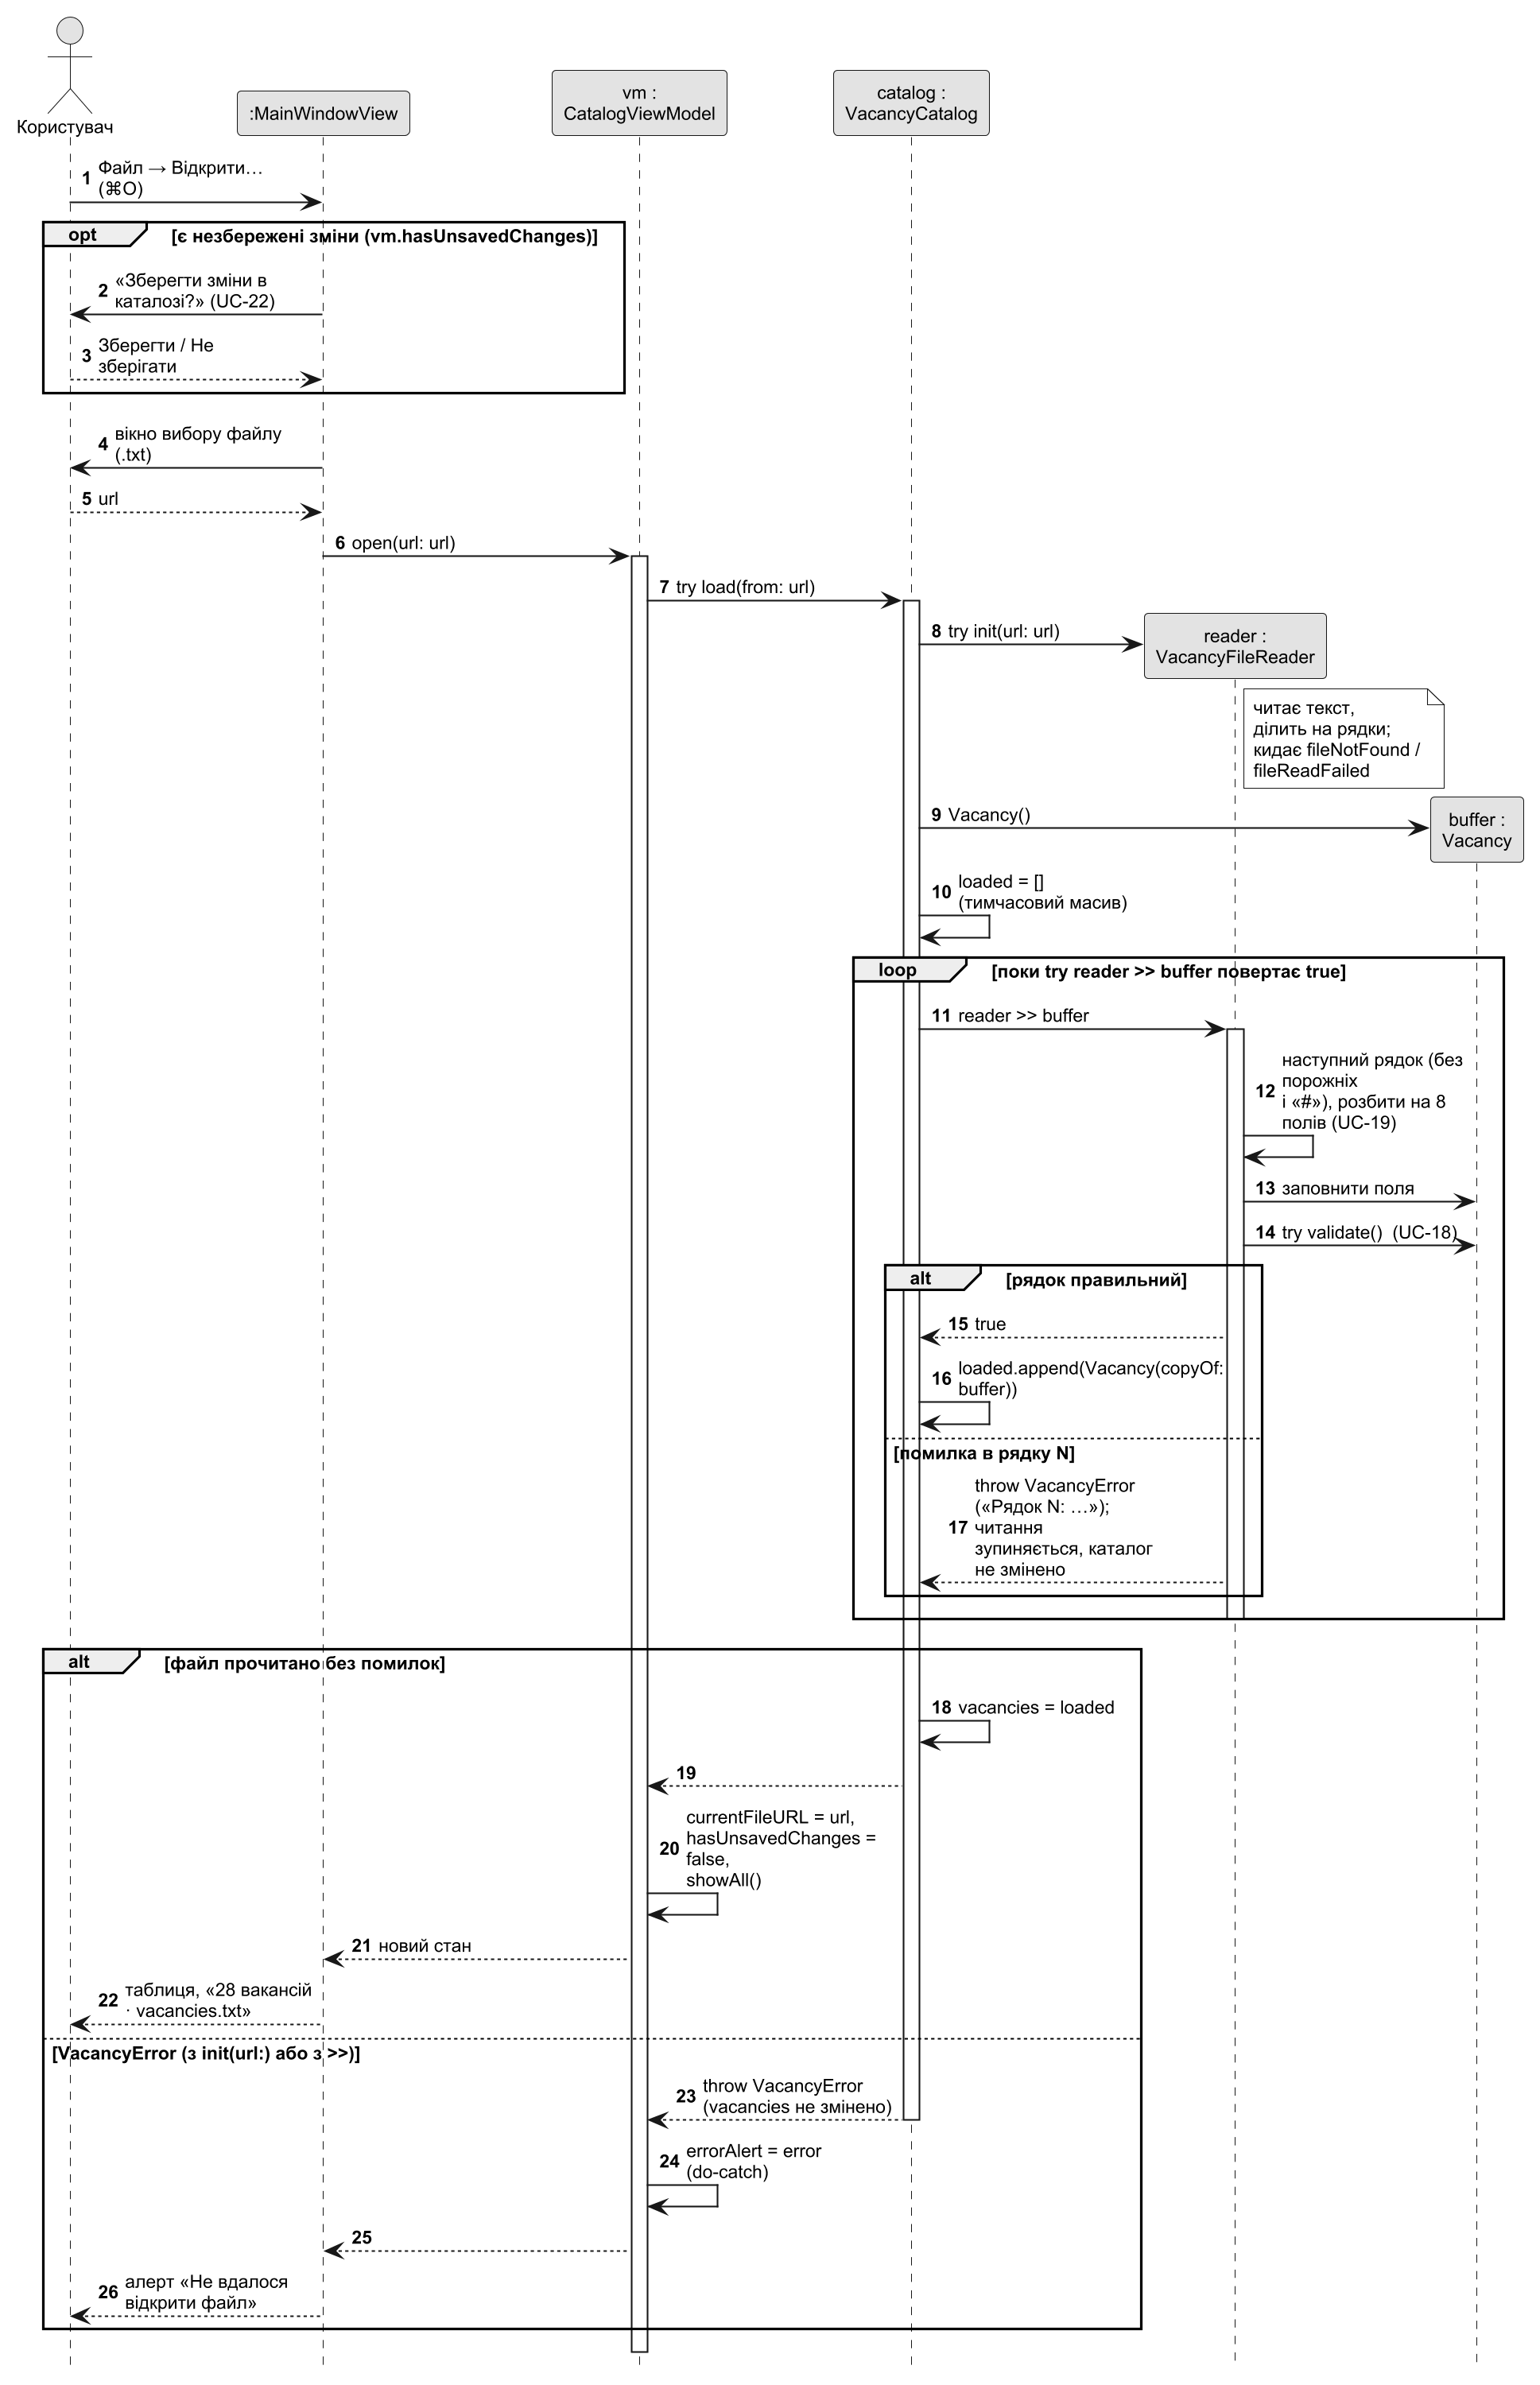 Користувач
:MainWindowView
vm :
CatalogViewModel
catalog :
VacancyCatalog
1 Файл → Відкрити…
(⌘O)
opt [є незбережені зміни (vm.hasUnsavedChanges)]
2 «Зберегти зміни в
каталозі?» (UC-22)
3 Зберегти / Не
зберігати
4 вікно вибору файлу
(.txt)
5 url
6 open(url: url)
7 try load(from: url)
8 try init(url: url)
reader :
VacancyFileReader
читає текст,
ділить на рядки;
кидає fileNotFound /
fileReadFailed
9 Vacancy()
buffer :
Vacancy
10 loaded = []
(тимчасовий масив)
loop [поки try reader >> buffer повертає true]
11 reader >> buffer
12 наступний рядок (без
порожніх
і «#»), розбити на 8
полів (UC-19)
13 заповнити поля
14 try validate() (UC-18)
alt [рядок правильний]
15 true
16 loaded.append(Vacancy(copyOf:
buffer))
[помилка в рядку N]
17 throw VacancyError
(«Рядок N: …»);
читання
зупиняється, каталог
не змінено
alt [файл прочитано без помилок]
18 vacancies = loaded
19
20 currentFileURL = url,
hasUnsavedChanges =
false,
showAll()
21 новий стан
22 таблиця, «28 вакансій
· vacancies.txt»
[VacancyError (з init(url:) або з >>)]
23 throw VacancyError
(vacancies не змінено)
24 errorAlert = error
(do-catch)
25
26 алерт «Не вдалося
відкрити файл»